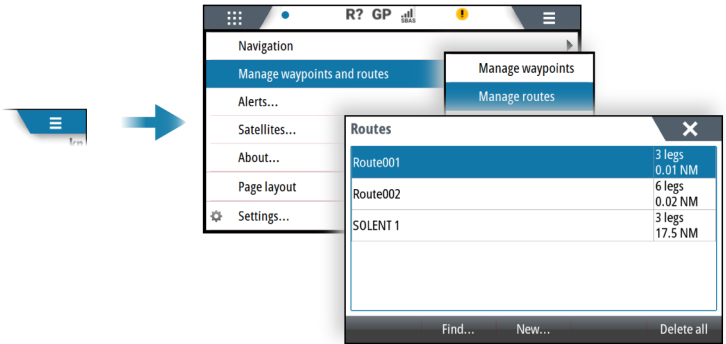 R? GP SBAS !
Navigation
Manage waypoints and routes
Alerts...
Satellites...
About...
Page layout
Settings...
Manage waypoints
Manage routes
Routes
Route001 3 legs
0.01 NM
Route002 6 legs
0.02 NM
SOLENT 1 3 legs
17.5 NM
Find... New... Delete all